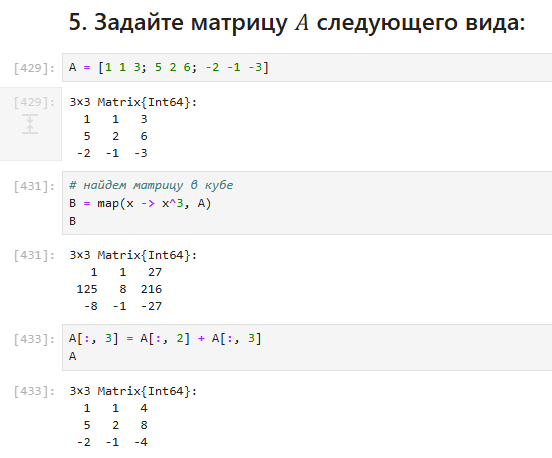 5. Задайте матрицу A следующего вида:
[429]: A = [1 1 3; 5 2 6; -2 -1 -3]
[429]: 3×3 Matrix{Int64}:
1 1 3
5 2 6
-2 -1 -3
[431]: # найдем матрицу в кубе
B = map(x -> x^3, A)
B
[431]: 3×3 Matrix{Int64}:
1 1 27
125 8 216
-8 -1 -27
[433]: A[:, 3] = A[:, 2] + A[:, 3]
A
[433]: 3×3 Matrix{Int64}:
1 1 4
5 2 8
-2 -1 -4